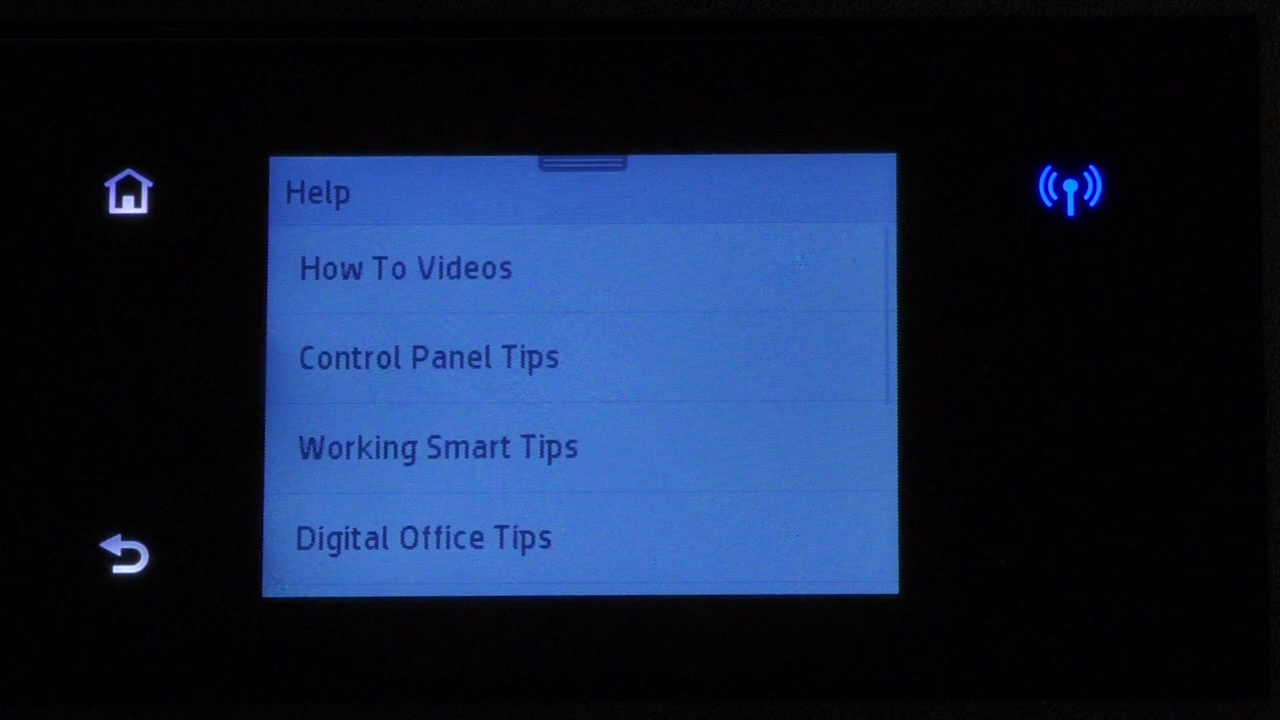 Help
How To Videos
Control Panel Tips
Working Smart Tips
Digital Office Tips